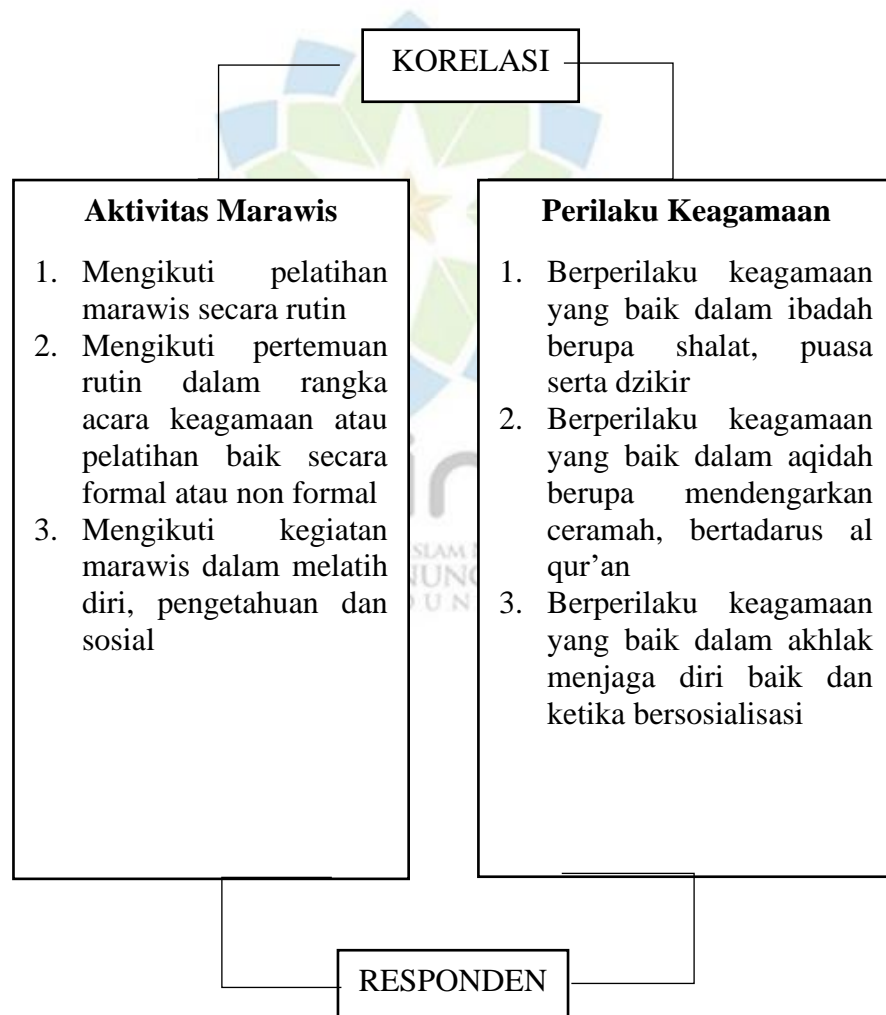 KORELASI
Aktivitas Marawis
1. Mengikuti pelatihan
marawis secara rutin
2. Mengikuti pertemuan
rutin dalam rangka
acara keagamaan atau
pelatihan baik secara
formal atau non formal
3. Mengikuti kegiatan
marawis dalam melatih
diri, pengetahuan dan
sosial
Perilaku Keagamaan
1. Berperilaku keagamaan
yang baik dalam ibadah
berupa shalat, puasa
serta dzikir
2. Berperilaku keagamaan
yang baik dalam aqidah
berupa mendengarkan
ceramah, bertadarus al
qur’an
3. Berperilaku keagamaan
yang baik dalam akhlak
menjaga diri baik dan
ketika bersosialisasi
RESPONDEN